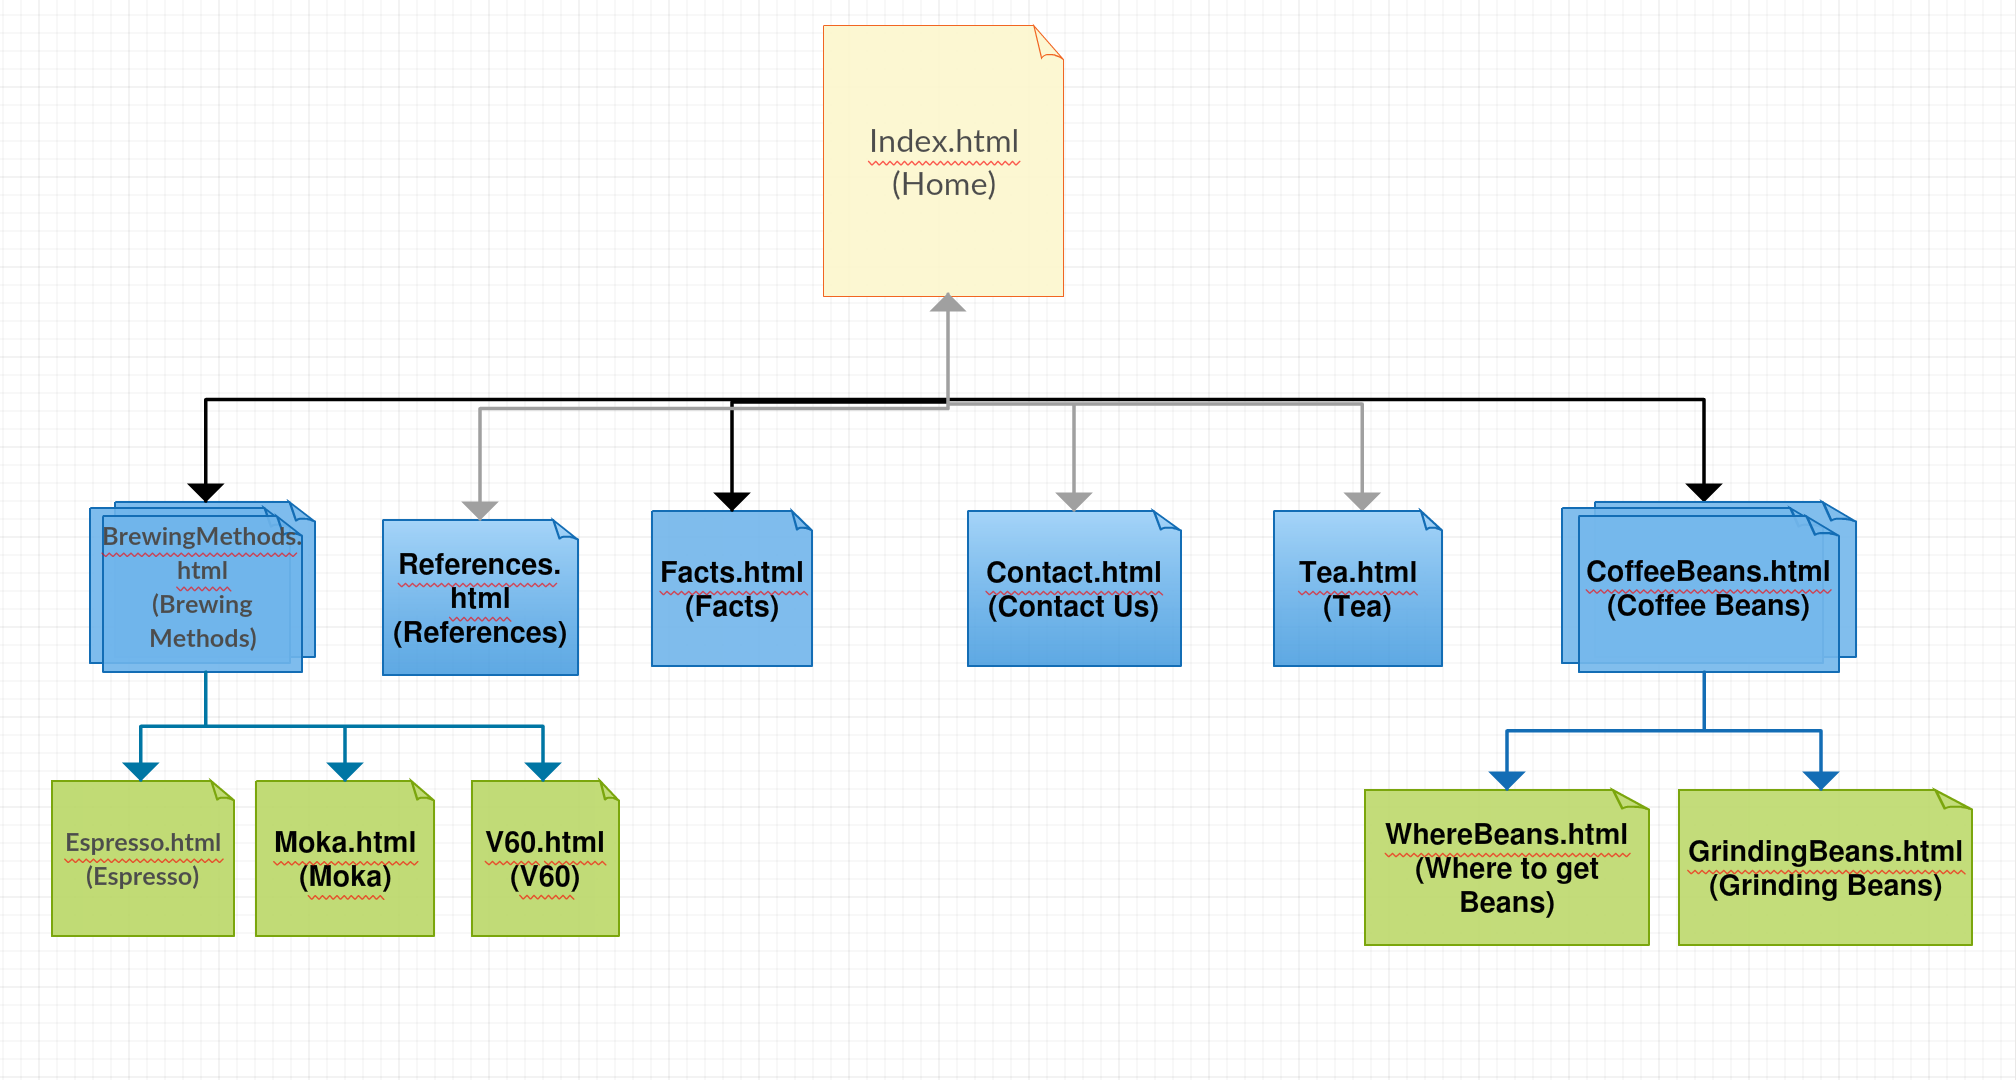 Index.html
(Home)
BrewingMethods.
html
(Brewing
Methods)
References.
html
(References)
Facts.html
(Facts)
Contact.html
(Contact Us)
Tea.html
(Tea)
CoffeeBeans.html
(Coffee Beans)
Espresso.html
(Espresso)
Moka.html
(Moka)
V60.html
(V60)
WhereBeans.html
(Where to get
Beans)
GrindingBeans.html
(Grinding Beans)